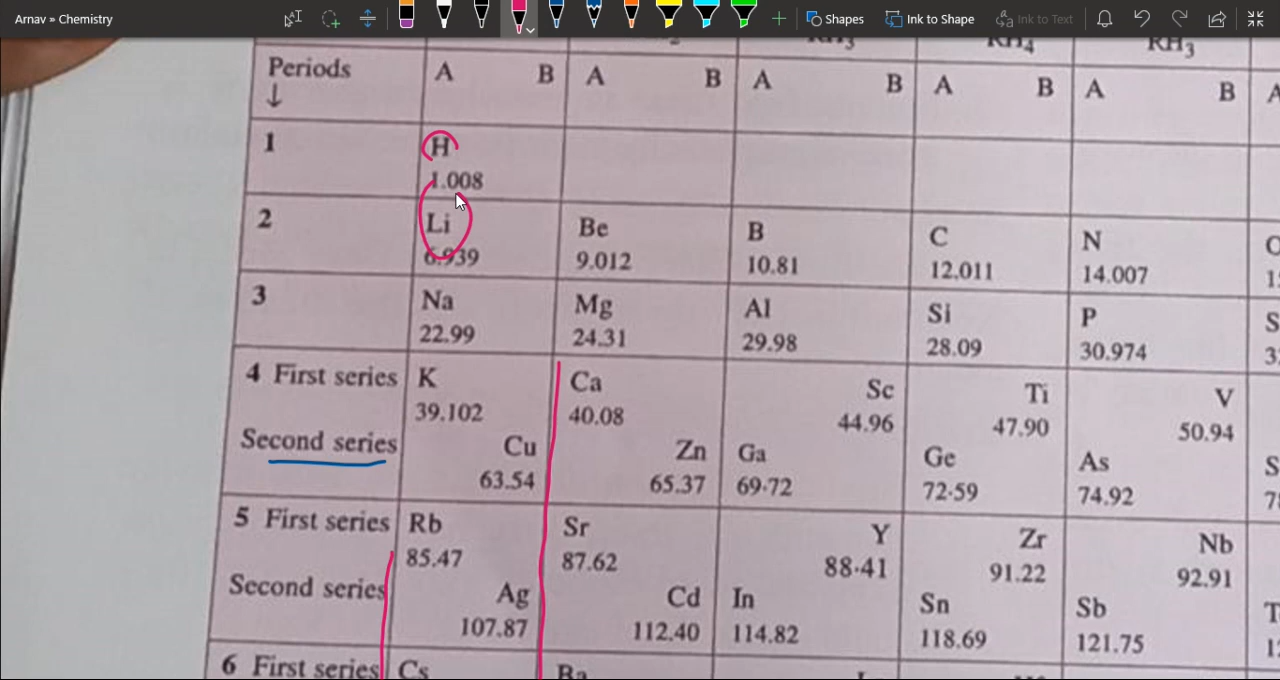 Arnav » Chemistry Shapes Ink to Shape Ink to Text
RH3 RH4 RH3
Periods A B A B A B A B A B A
↓
1 H
1.008
2 Li Be B C N
6.939 9.012 10.81 12.011 14.007
3 Na Mg Al Si P S
22.99 24.31 29.98 28.09 30.974
4 First series K Ca Sc Ti V
39.102 40.08 44.96 47.90 50.94
Second series Cu Zn Ga Ge As
63.54 65.37 69·72 72·59 74.92
5 First series Rb Sr Y Zr Nb
85.47 87.62 88·41 91.22 92.91
Second series Ag Cd In Sn Sb
107.87 112.40 114.82 118.69 121.75
6 First series Cs Ba